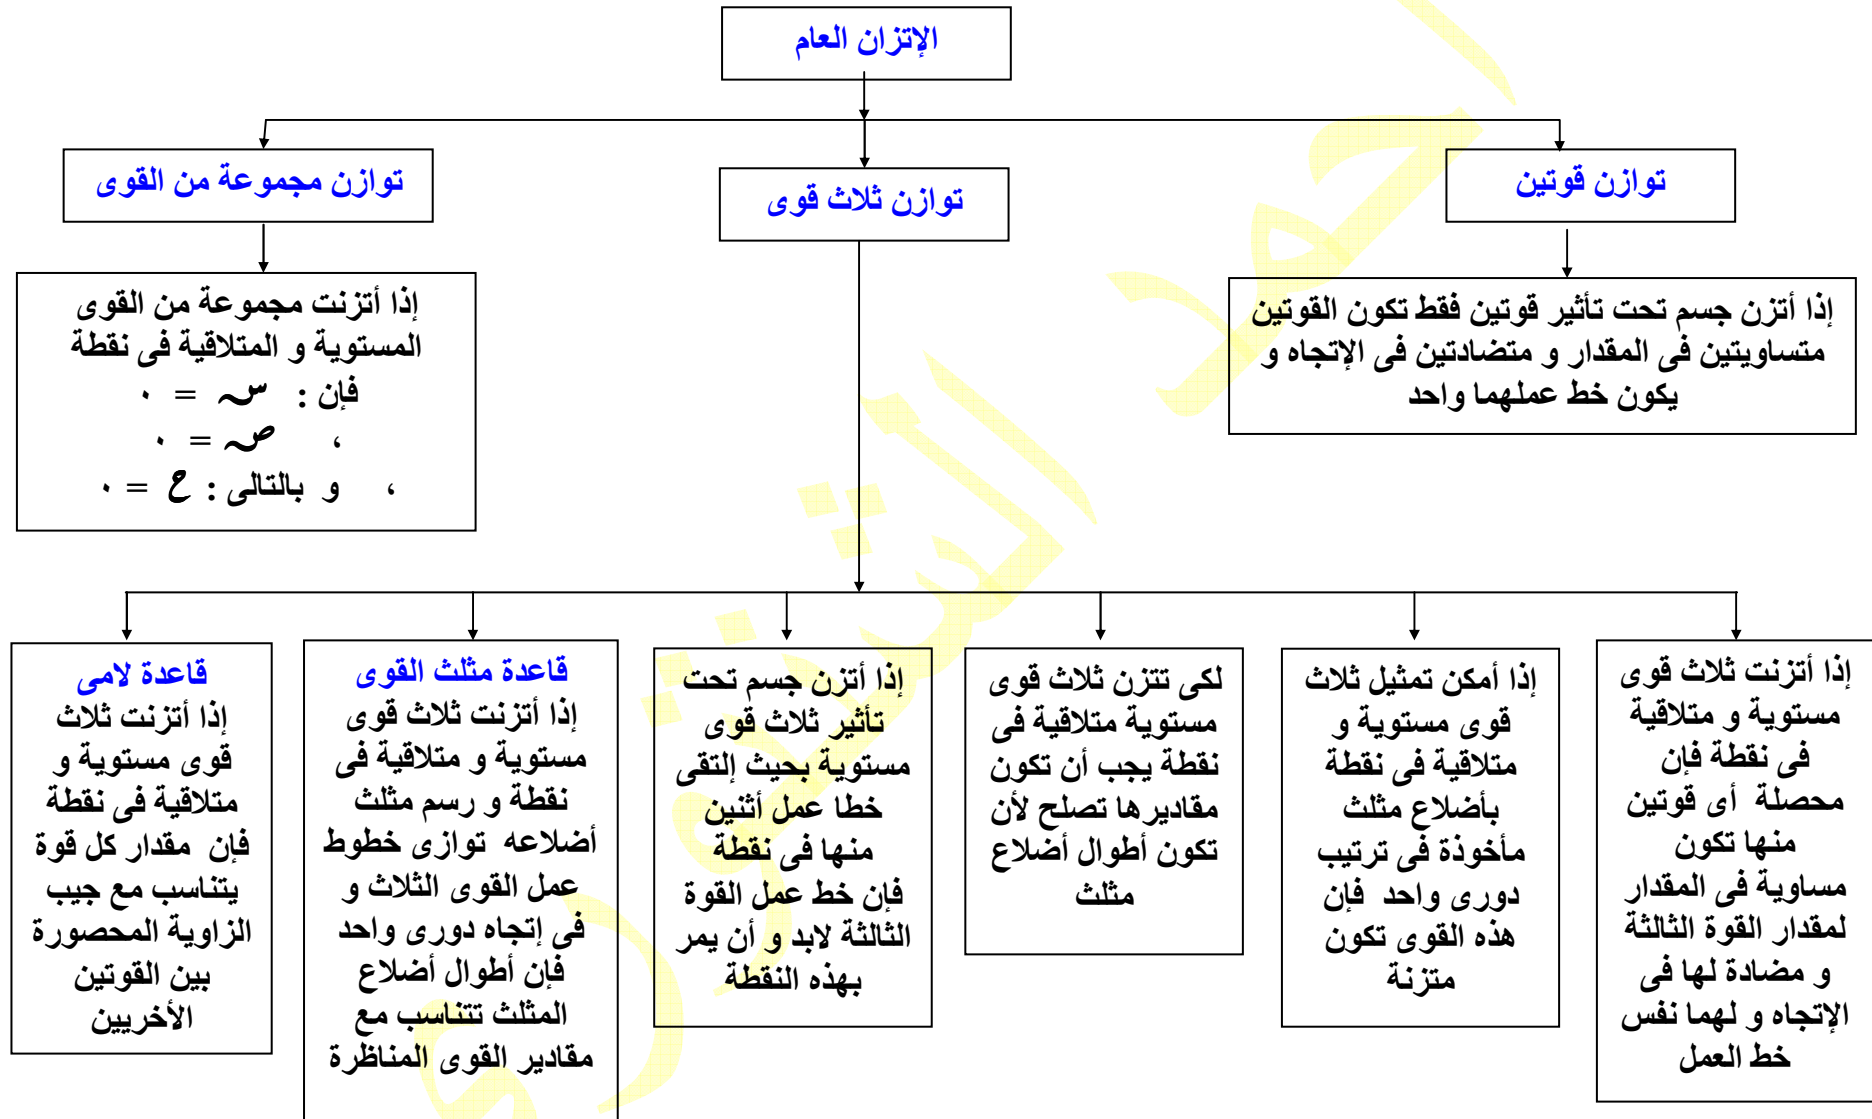 الإتزان العام
توازن قوتين
توازن ثلاث قوى
توازن مجموعة من القوى
إذا أتزن جسم تحت تأثير قوتين فقط تكون القوتين
متساويتين فى المقدار و متضادتين فى الإتجاه و
يكون خط عملهما واحد
إذا أتزنت مجموعة من القوى
المستوية و المتلاقية فى نقطة
فإن : سـ = ٠
، صـ = ٠
، و بالتالى : ح = ٠
إذا أتزنت ثلاث قوى
مستوية و متلاقية
فى نقطة فإن
محصلة أى قوتين
منها تكون
مساوية فى المقدار
لمقدار القوة الثالثة
و مضادة لها فى
الإتجاه و لهما نفس
خط العمل
إذا أمكن تمثيل ثلاث
قوى مستوية و
متلاقية فى نقطة
بأضلاع مثلث
مأخوذة فى ترتيب
دورى واحد فإن
هذه القوى تكون
متزنة
لكى تتزن ثلاث قوى
مستوية متلاقية فى
نقطة يجب أن تكون
مقاديرها تصلح لأن
تكون أطوال أضلاع
مثلث
إذا أتزن جسم تحت
تأثير ثلاث قوى
مستوية بحيث إلتقى
خطا عمل أثنين
منها فى نقطة
فإن خط عمل القوة
الثالثة لابد و أن يمر
بهذه النقطة
قاعدة مثلث القوى
إذا أتزنت ثلاث قوى
مستوية و متلاقية فى
نقطة و رسم مثلث
أضلاعه توازى خطوط
عمل القوى الثلاث و
فى إتجاه دورى واحد
فإن أطوال أضلاع
المثلث تتناسب مع
مقادير القوى المناظرة
قاعدة لامى
إذا أتزنت ثلاث
قوى مستوية و
متلاقية فى نقطة
فإن مقدار كل قوة
يتناسب مع جيب
الزاوية المحصورة
بين القوتين
الأخريين